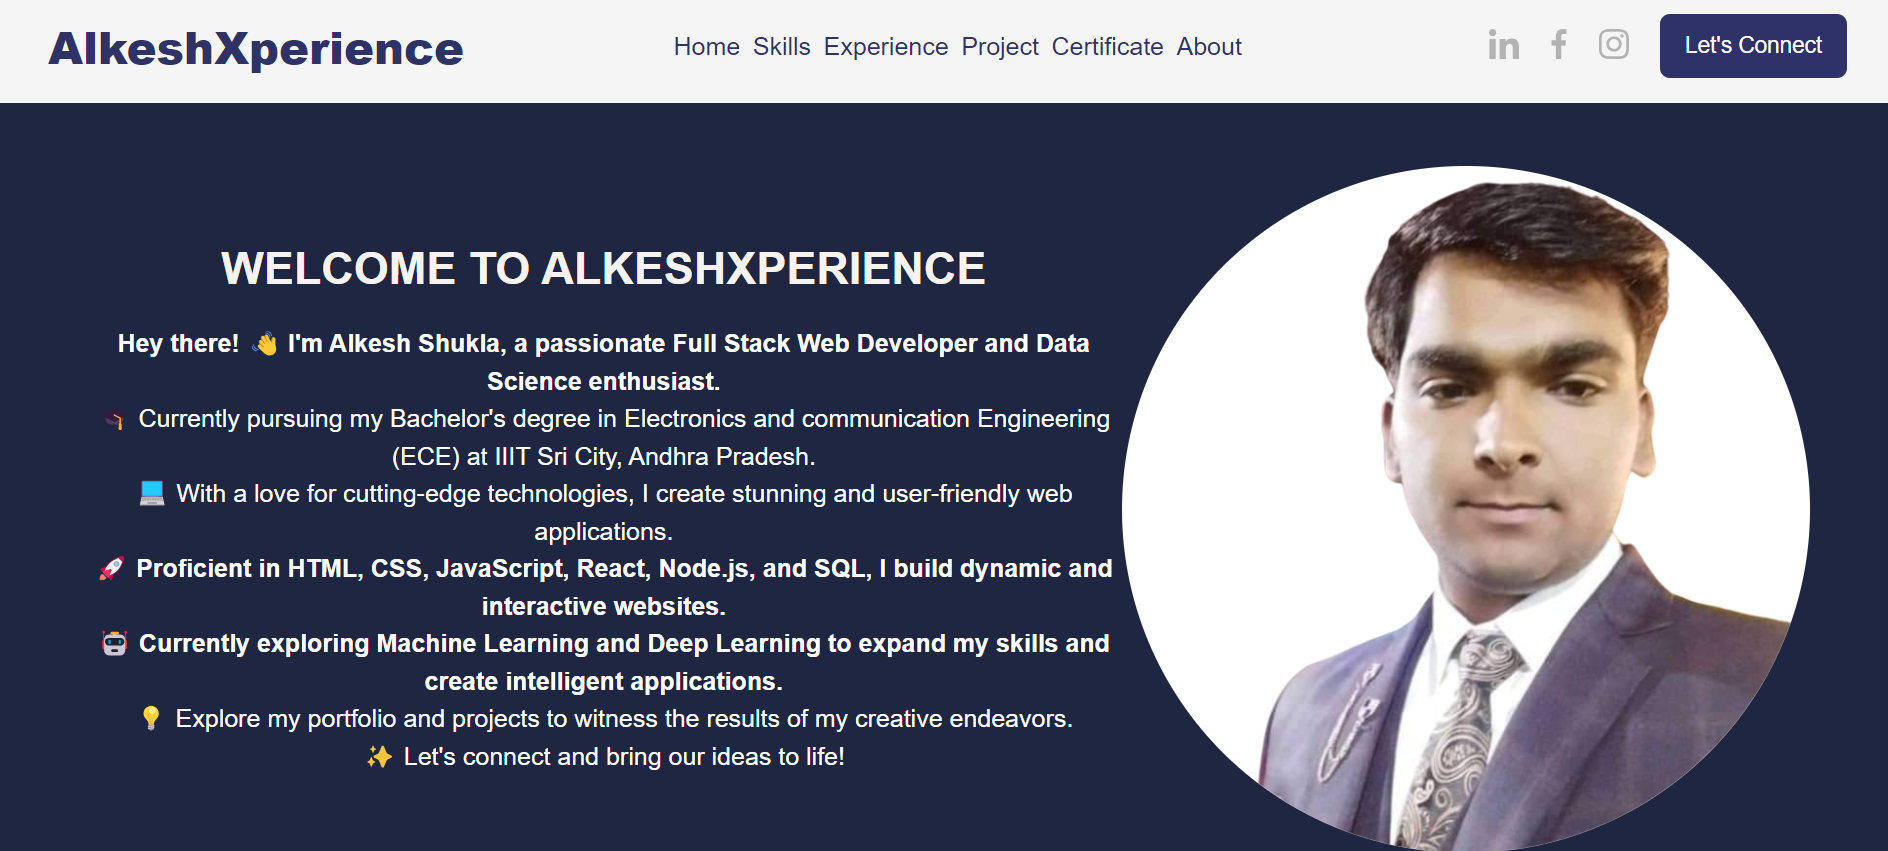 AlkeshXperience
Home Skills Experience Project Certificate About
Let's Connect
WELCOME TO ALKESHXPERIENCE
Hey there! 👋 I'm Alkesh Shukla, a passionate Full Stack Web Developer and Data
Science enthusiast.
🎓 Currently pursuing my Bachelor's degree in Electronics and communication Engineering
(ECE) at IIIT Sri City, Andhra Pradesh.
💻 With a love for cutting-edge technologies, I create stunning and user-friendly web
applications.
🚀 Proficient in HTML, CSS, JavaScript, React, Node.js, and SQL, I build dynamic and
interactive websites.
🤖 Currently exploring Machine Learning and Deep Learning to expand my skills and
create intelligent applications.
💡 Explore my portfolio and projects to witness the results of my creative endeavors.
✨ Let's connect and bring our ideas to life!